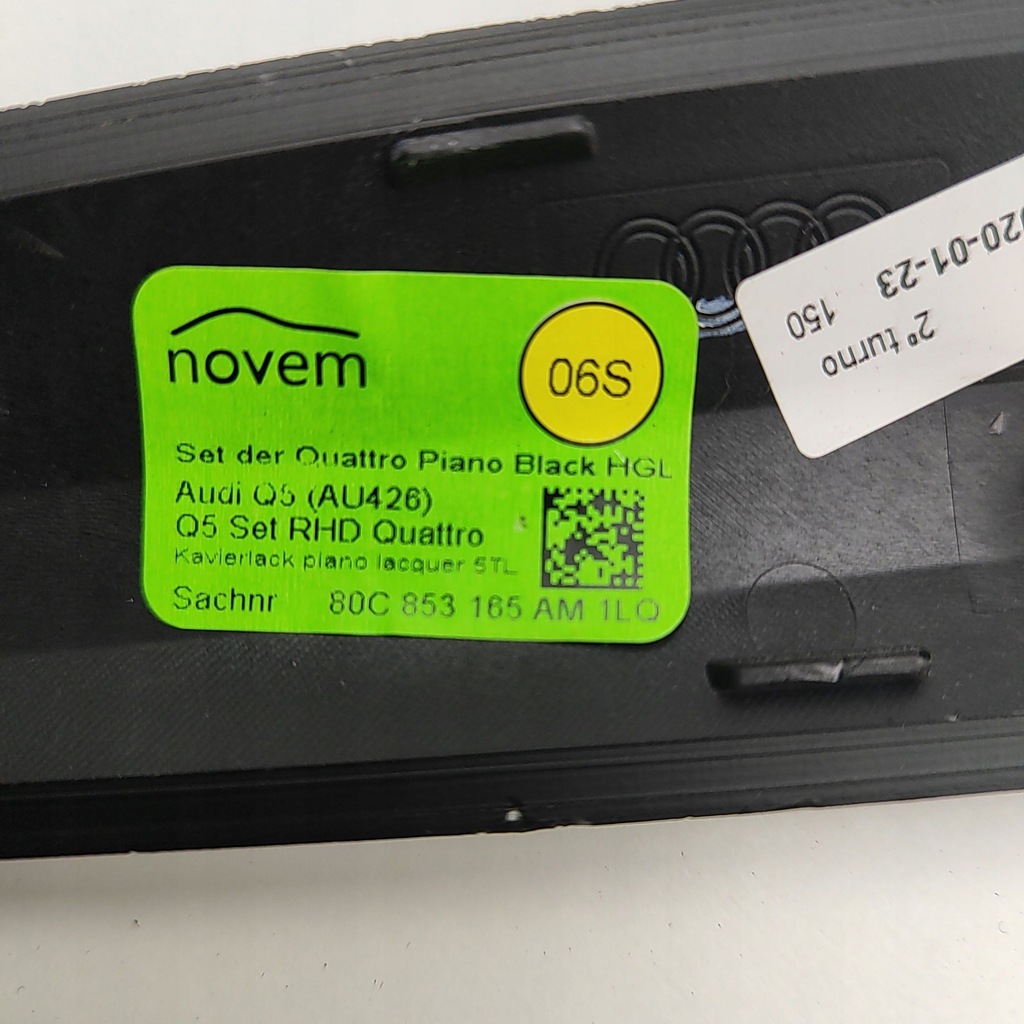 novem
06S
Set der Quattro Piano Black HGL
Audi Q5 (AU426)
Q5 Set RHD Quattro
Kavierlack piano lacquer 5TL
Sachnr 80C 853 165 AM 1LQ
2º turno
150
20-01-23